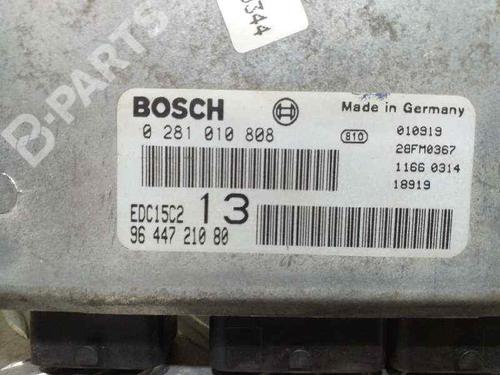 B-PARTS
0344
BOSCH
Made in Germany
0 281 010 808
810
010919
28FM0367
1166 0314
18919
EDC15C2 13
96 447 210 80